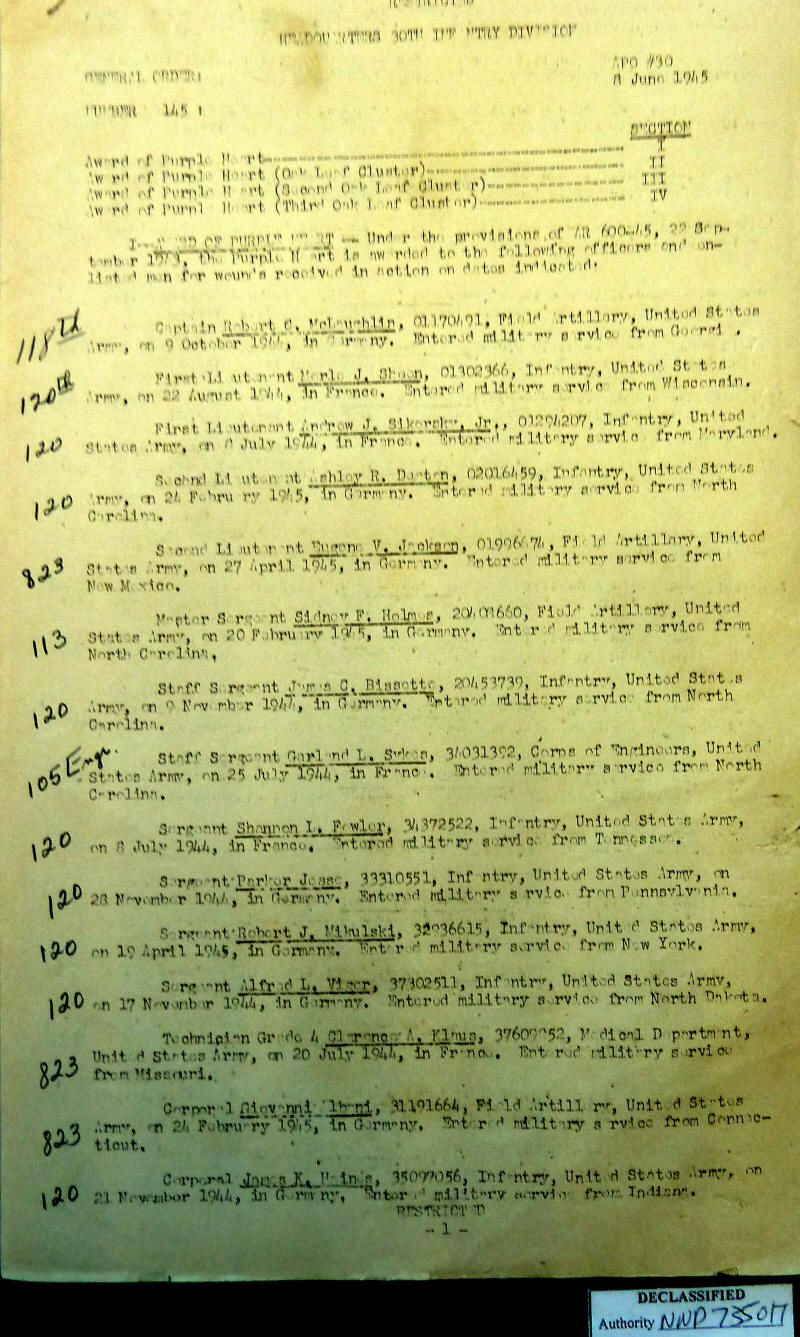 RESTRICTED
HEADQUARTERS 30TH INFANTRY DIVISION
APO #30
GENERAL ORDERS
8 June 1945
NUMBER 145
SECTION
Award of Purple Heart I
Award of Purple Heart (Oak Leaf Cluster) II
Award of Purple Heart (Second Oak Leaf Cluster) III
Award of Purple Heart (Third Oak Leaf Cluster) IV
I. AWARD OF PURPLE HEART -- Under the provisions of AR 600-45, 22 Sep-
tember 1943, the Purple Heart is awarded to the following officers and en-
listed men for wounds received in action on dates indicated.
118th Captain Robert C. McLauchlin, 01170491, Field Artillery, United States
Army, on 9 October 1944, in Germany. Entered military service from Georgia.
120th First Lieutenant J. 01302366, Infantry, United States
Army, on 22 August 1944, in France. Entered military service from Wisconsin.
120 First Lieutenant Andrew J. Sikorsky, Jr., 01294207, Infantry, United
States Army, on 8 July 1944, in France. Entered military service from Maryland.
120 Second Lieutenant Ashley R. 02016459, Infantry, United States
Army, on 24 February 1945, in Germany. Entered military service from North
Carolina.
823 Second Lieutenant Eugene V. Jackson, Field Artillery, United
States Army, on 27 April 1945, in Germany. Entered military service from
New Mexico.
113 Master Sergeant Sidney F. Holmes, 20403660, Field Artillery, United
States Army, on 20 February 1945, in Germany. Entered military service from
North Carolina,
120 Staff Sergeant James C. Bissette, 20453739, Infantry, United States
Army, on 9 November 1944, in Germany. Entered military service from North
Carolina.
105 Engr Staff Sergeant Garland L. Sykes, 34031392, Corps of Engineers, United
States Army, on 25 July 1944, in France. Entered military service from North
Carolina.
120 Sergeant Shannon L. Fowler, 34372522, Infantry, United States Army,
on 8 July 1944, in France. Entered military service from Tennessee.
120 Sergeant Parker Jesse, 33310551, Infantry, United States Army, on
23 November 1944, in Germany. Entered military service from Pennsylvania.
120 Sergeant Robert J. Mikulski, 32036615, Infantry, United States Army,
on 19 April 1945, in Germany. Entered military service from New York.
120 Sergeant Alfred L. 37302511, Infantry, United States Army,
on 17 November 1944, in Germany. Entered military service from North Dakota.
823 Technician Grade 4 Clarence A. Klaus, Medical Department,
United States Army, on 20 July 1944, in France. Entered military service
from Missouri.
823 Corporal Giovanni Albani, 31191664, Field Artillery, United States
Army, on 24 February 1945, in Germany. Entered military service from Connec-
ticut.
120 Corporal James K. 35097056, Infantry, United States Army, on
21 November 1944, in Germany. Entered military service from Indiana.
RESTRICTED
- 1 -
DECLASSIFIED
Authority NND 735017